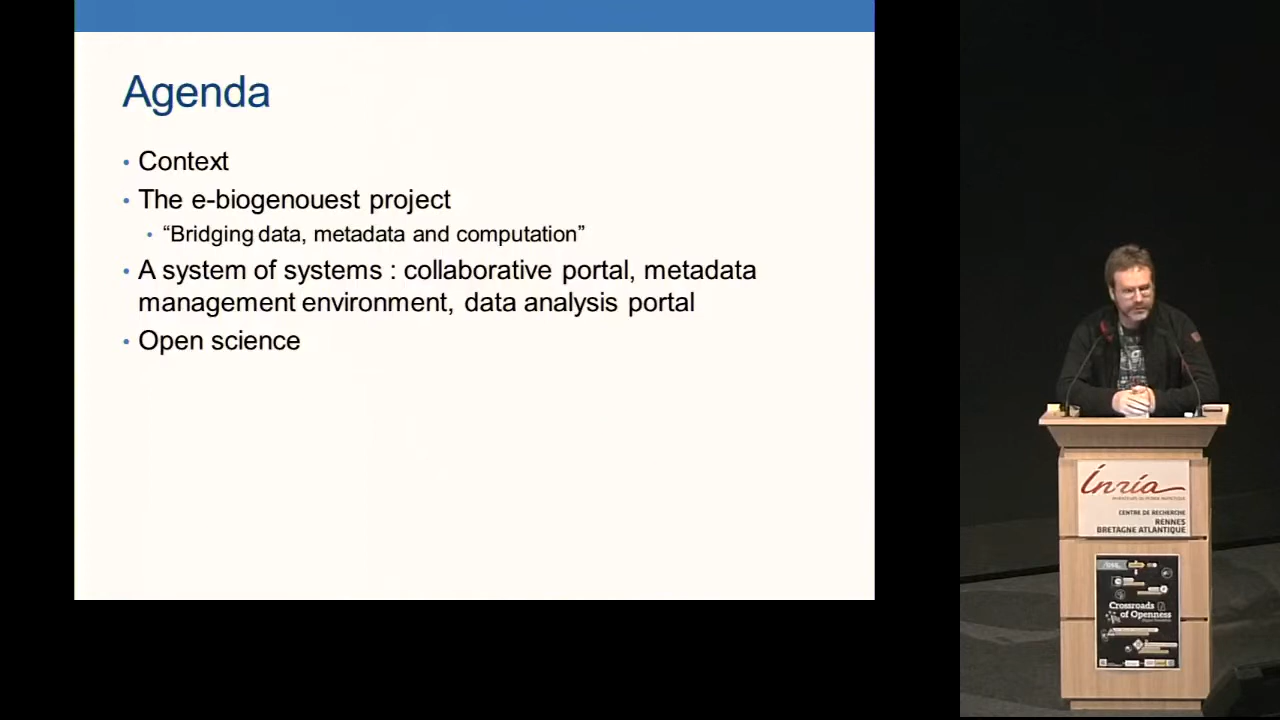 Agenda
• Context
• The e-biogenouest project
• “Bridging data, metadata and computation”
• A system of systems : collaborative portal, metadata
management environment, data analysis portal
• Open science
Inria
CENTRE DE RECHERCHE
RENNES
BRETAGNE ATLANTIQUE
Crossroads
of Openness